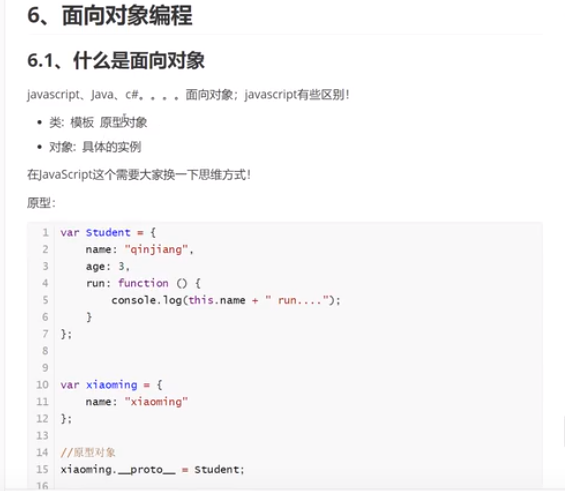 6、面向对象编程
6.1、什么是面向对象
javascript、Java、c#。。。。面向对象；javascript有些区别！
• 类: 模板 原型对象
• 对象: 具体的实例
在JavaScript这个需要大家换一下思维方式！
原型：
1 var Student = {
2 name: "qinjiang",
3 age: 3,
4 run: function () {
5 console.log(this.name + " run....");
6 }
7 };
8
9
10 var xiaoming = {
11 name: "xiaoming"
12 };
13
14 //原型对象
15 xiaoming.__proto__ = Student;
16